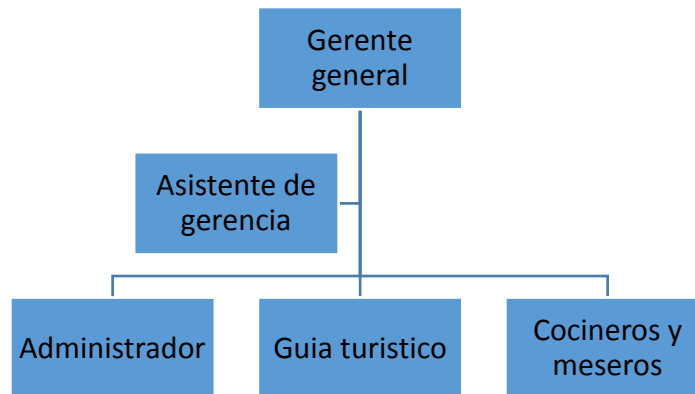 Gerente
general
Asistente de
gerencia
Administrador
Guia turistico
Cocineros y
meseros